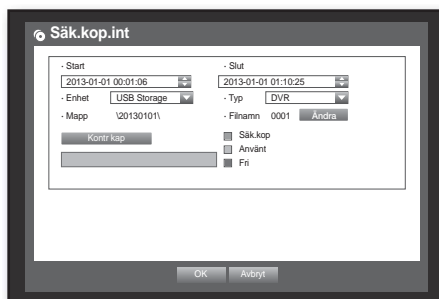 Säk.kop.int
· Start
· Slut
2013-01-01 00:01:06
2013-01-01 01:10:25
· Enhet USB Storage
· Typ DVR
· Mapp \20130101\
· Filnamn 0001 Ändra
Kontr kap
Säk.kop
Använt
Fri
OK Avbryt